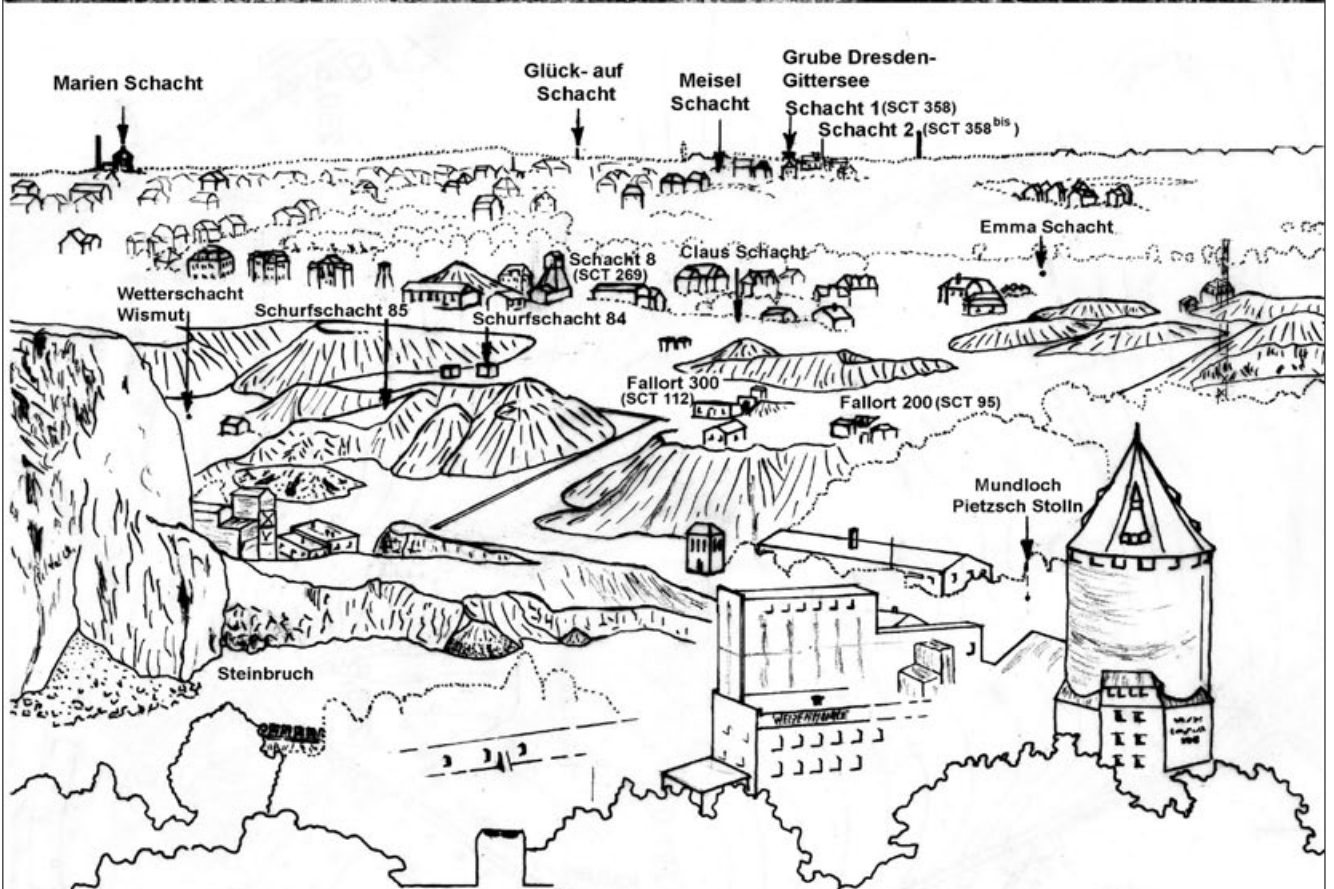 Marien Schacht
Glück- auf
Schacht
Meisel
Schacht
Grube Dresden-
Gittersee
Schacht 1 (SCT 358)
Schacht 2 (SCT 358bis)
Emma Schacht
Claus Schacht
Schacht 8
(SCT 269)
Wetterschacht
Wismut
Schurfschacht 85
Schurfschacht 84
Fallort 300
(SCT 112)
Fallort 200 (SCT 95)
Mundloch
Pietzsch Stolln
Steinbruch